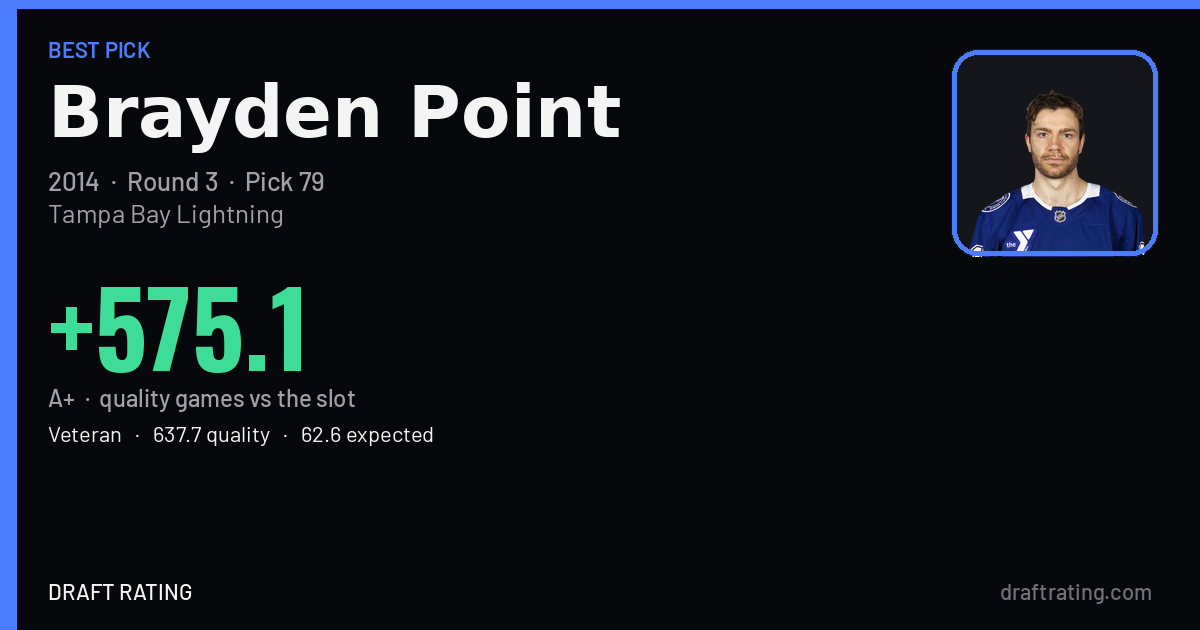 BEST PICK
Brayden Point
2014 · Round 3 · Pick 79
Tampa Bay Lightning
the
+575.1
A+ · quality games vs the slot
Veteran · 637.7 quality · 62.6 expected
DRAFT RATING
draftrating.com